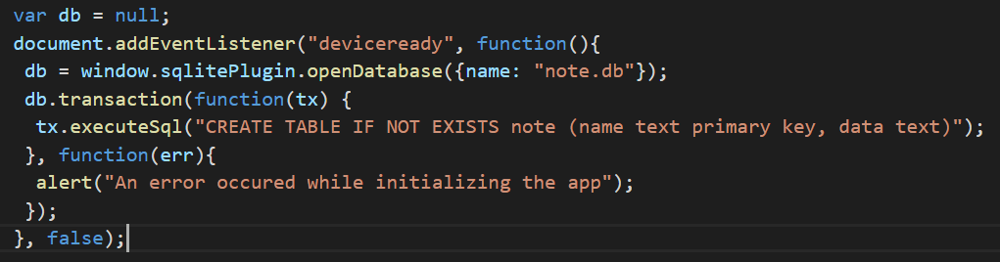 var db = null;
document.addEventListener("deviceready", function(){
 db = window.sqlitePlugin.openDatabase({name: "note.db"});
 db.transaction(function(tx) {
  tx.executeSql("CREATE TABLE IF NOT EXISTS note (name text primary key, data text)");
 }, function(err){
  alert("An error occured while initializing the app");
 });
}, false);